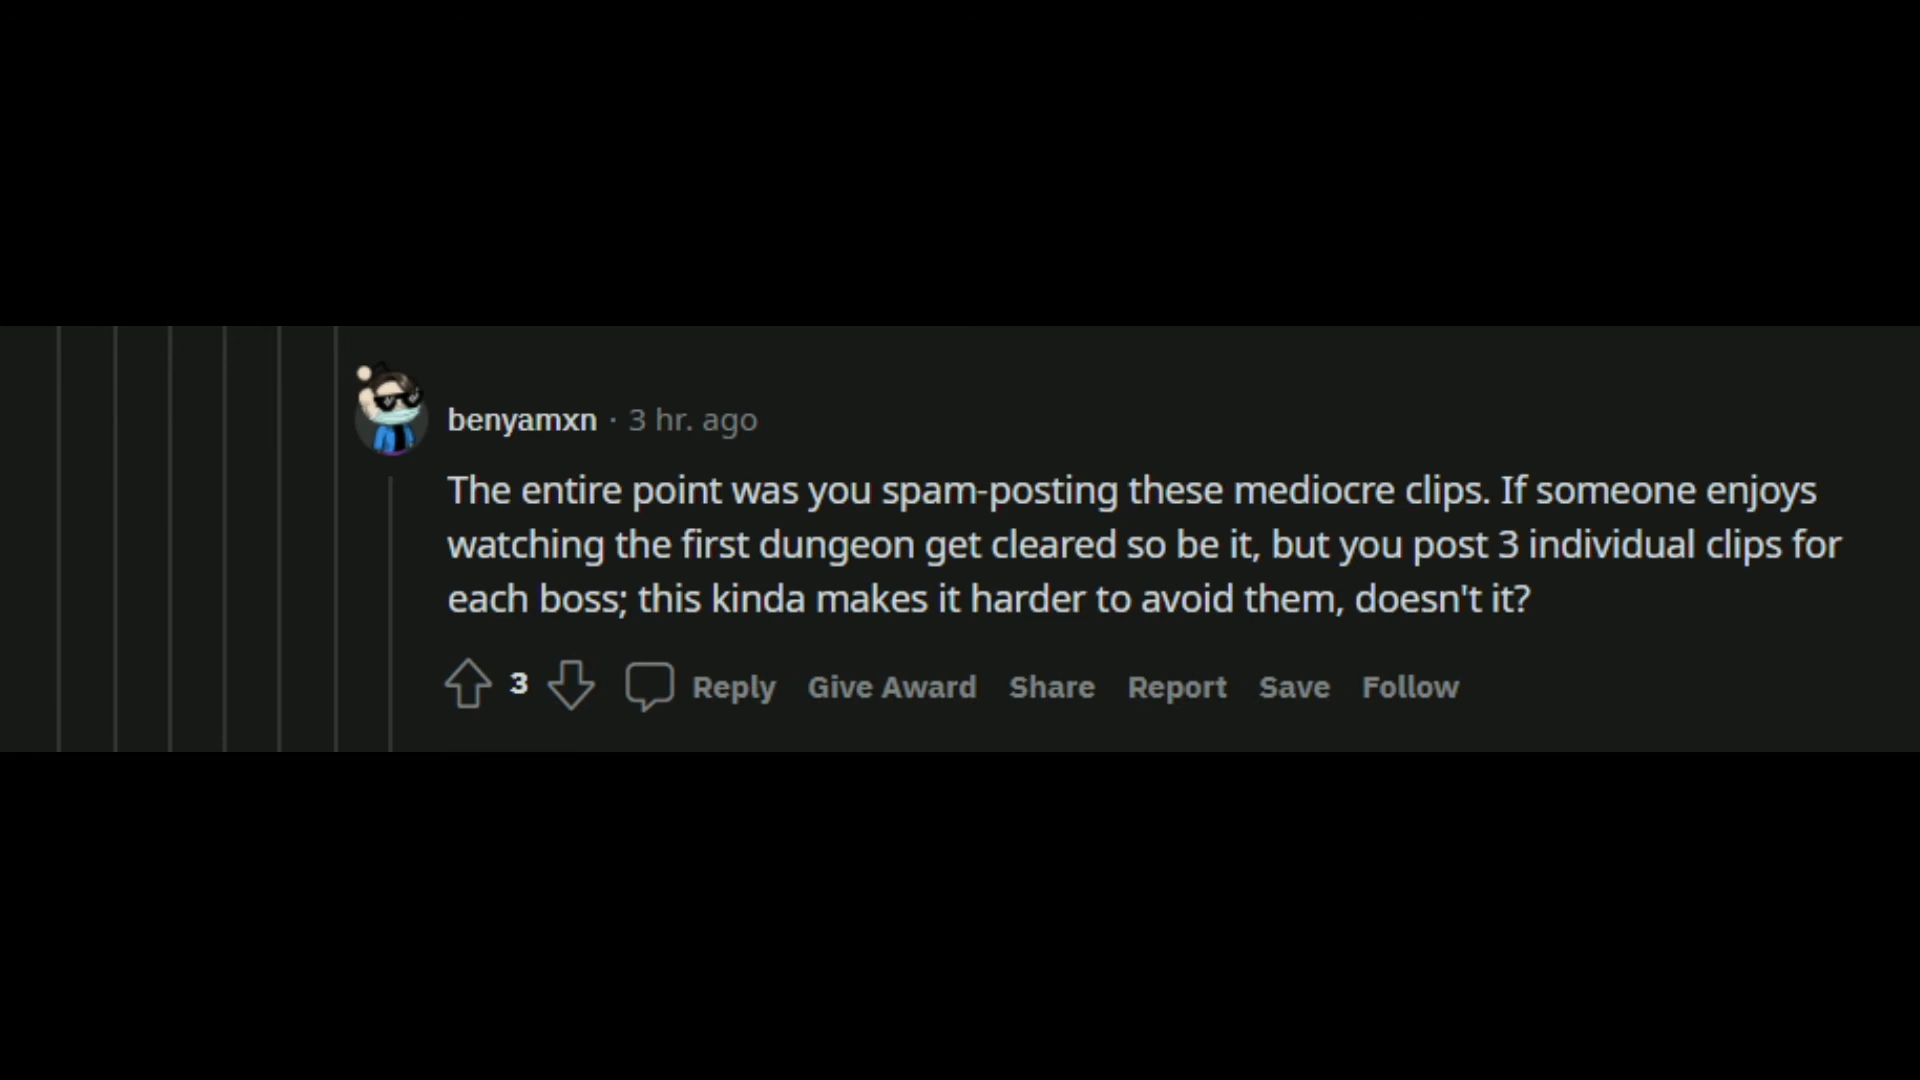 benyamxn · 3 hr. ago
The entire point was you spam-posting these mediocre clips. If someone enjoys
watching the first dungeon get cleared so be it, but you post 3 individual clips for
each boss; this kinda makes it harder to avoid them, doesn't it?
3 Reply Give Award Share Report Save Follow